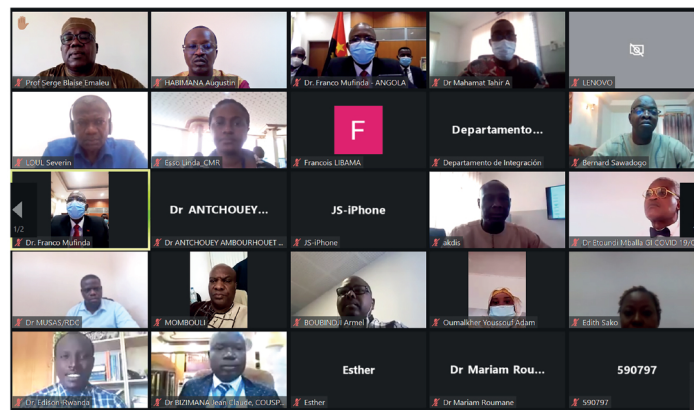 Prof Serge Blaise Emaleu
HABIMANA Augustin
Dr. Franco Mufinda - ANGOLA
Dr Mahamat Tahir A
LENOVO
LOUL Severin
Esso Linda_CMR
F
Francois LIBAMA
Departamento...
Departamento de Integración
Bernard Sawadogo
1/2
Dr. Franco Mufinda
Dr ANTCHOUEY...
Dr ANTCHOUEY AMBOURHOUET ...
JS-iPhone
JS-iPhone
akdis
Dr Etoundi Mballa GI COVID 19/
Dr MUSAS/RDC
MOMBOULI
BOUBINDJI Armel
Oumalkher Youssouf Adam
Edith Sako
Dr. Edison-Rwanda
Dr BIZIMANA Jean Claude, COUSP...
Esther
Esther
Dr Mariam Rou...
Dr Mariam Roumane
590797
590797